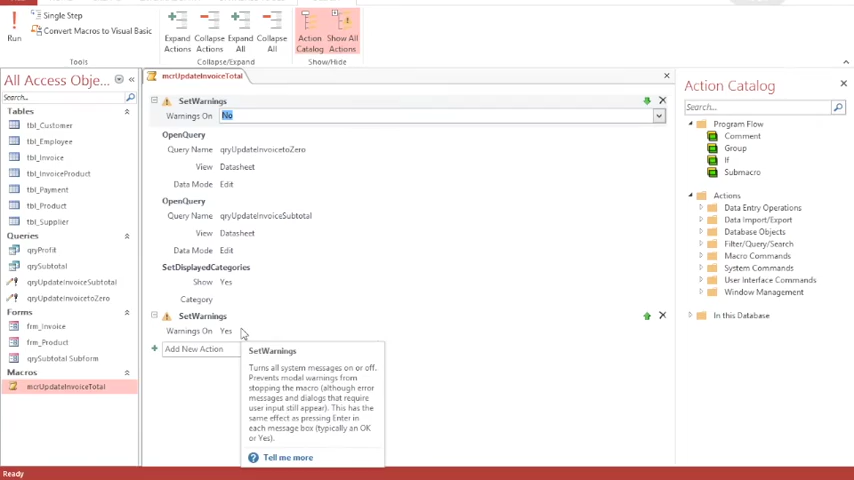 Single Step
Run
Convert Macros to Visual Basic
Expand Actions
Collapse Actions
Expand All
Collapse All
Action Catalog
Show All Actions
Tools
Collapse/Expand
Show/Hide
All Access Obje...
Search...
Tables
tbl_Customer
tbl_Employee
tbl_Invoice
tbl_InvoiceProduct
tbl_Payment
tbl_Product
tbl_Supplier
Queries
qryProfit
qrySubtotal
qryUpdateInvoiceSubtotal
qryUpdateInvoicetoZero
Forms
frm_Invoice
frm_Product
qrySubtotal Subform
Macros
mcrUpdateInvoiceTotal
mcrUpdateInvoiceTotal
SetWarnings
Warnings On No
OpenQuery
Query Name qryUpdateInvoicetoZero
View Datasheet
Data Mode Edit
OpenQuery
Query Name qryUpdateInvoiceSubtotal
View Datasheet
Data Mode Edit
SetDisplayedCategories
Show Yes
Category
SetWarnings
Warnings On Yes
Add New Action
SetWarnings
Turns all system messages on or off.
Prevents modal warnings from
stopping the macro (although error
messages and dialogs that require
user input still appear). This has the
same effect as pressing Enter in
each message box (typically an OK
or Yes).
Tell me more
Action Catalog
Search...
Program Flow
Comment
Group
If
Submacro
Actions
Data Entry Operations
Data Import/Export
Database Objects
Filter/Query/Search
Macro Commands
System Commands
User Interface Commands
Window Management
In this Database
Ready